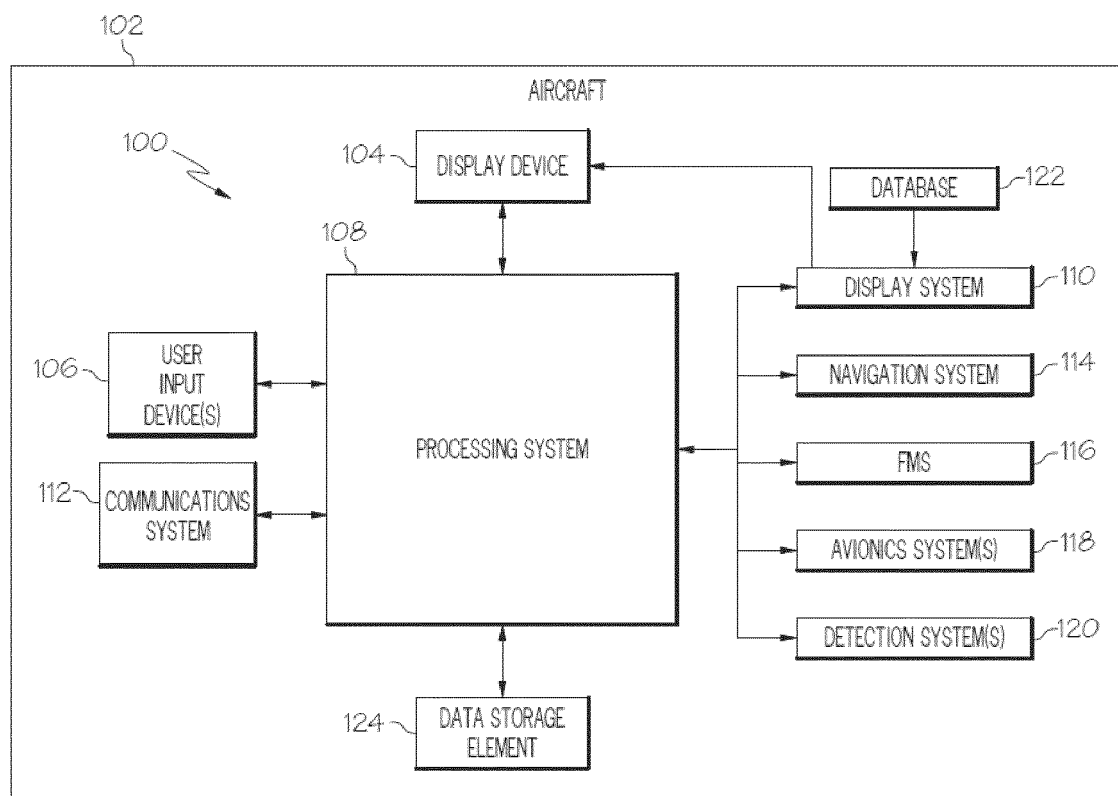 102
AIRCRAFT
100
104
DISPLAY DEVICE
DATABASE
122
108
DISPLAY SYSTEM
110
106
USER
INPUT
DEVICE(S)
NAVIGATION SYSTEM
114
PROCESSING SYSTEM
FMS
116
112
COMMUNICATIONS
SYSTEM
AVIONICS SYSTEM(S)
118
DETECTION SYSTEM(S)
120
124
DATA STORAGE
ELEMENT